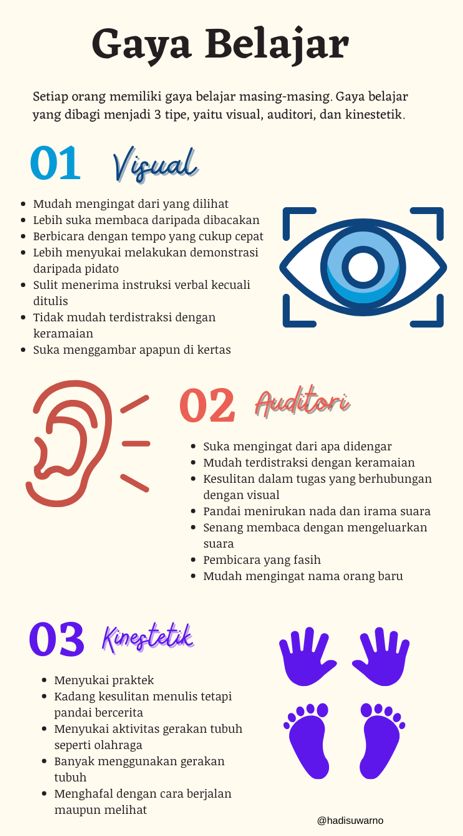 Gaya Belajar
Setiap orang memiliki gaya belajar masing-masing. Gaya belajar
yang dibagi menjadi 3 tipe, yaitu visual, auditori, dan kinestetik.
01 Visual
• Mudah mengingat dari yang dilihat
• Lebih suka membaca daripada dibacakan
• Berbicara dengan tempo yang cukup cepat
• Lebih menyukai melakukan demonstrasi
daripada pidato
• Sulit menerima instruksi verbal kecuali
ditulis
• Tidak mudah terdistraksi dengan
keramaian
• Suka menggambar apapun di kertas
02 Auditori
• Suka mengingat dari apa didengar
• Mudah terdistraksi dengan keramaian
• Kesulitan dalam tugas yang berhubungan
dengan visual
• Pandai menirukan nada dan irama suara
• Senang membaca dengan mengeluarkan
suara
• Pembicara yang fasih
• Mudah mengingat nama orang baru
03 Kinestetik
• Menyukai praktek
• Kadang kesulitan menulis tetapi
pandai bercerita
• Menyukai aktivitas gerakan tubuh
seperti olahraga
• Banyak menggunakan gerakan
tubuh
• Menghafal dengan cara berjalan
maupun melihat
@hadisuwarno